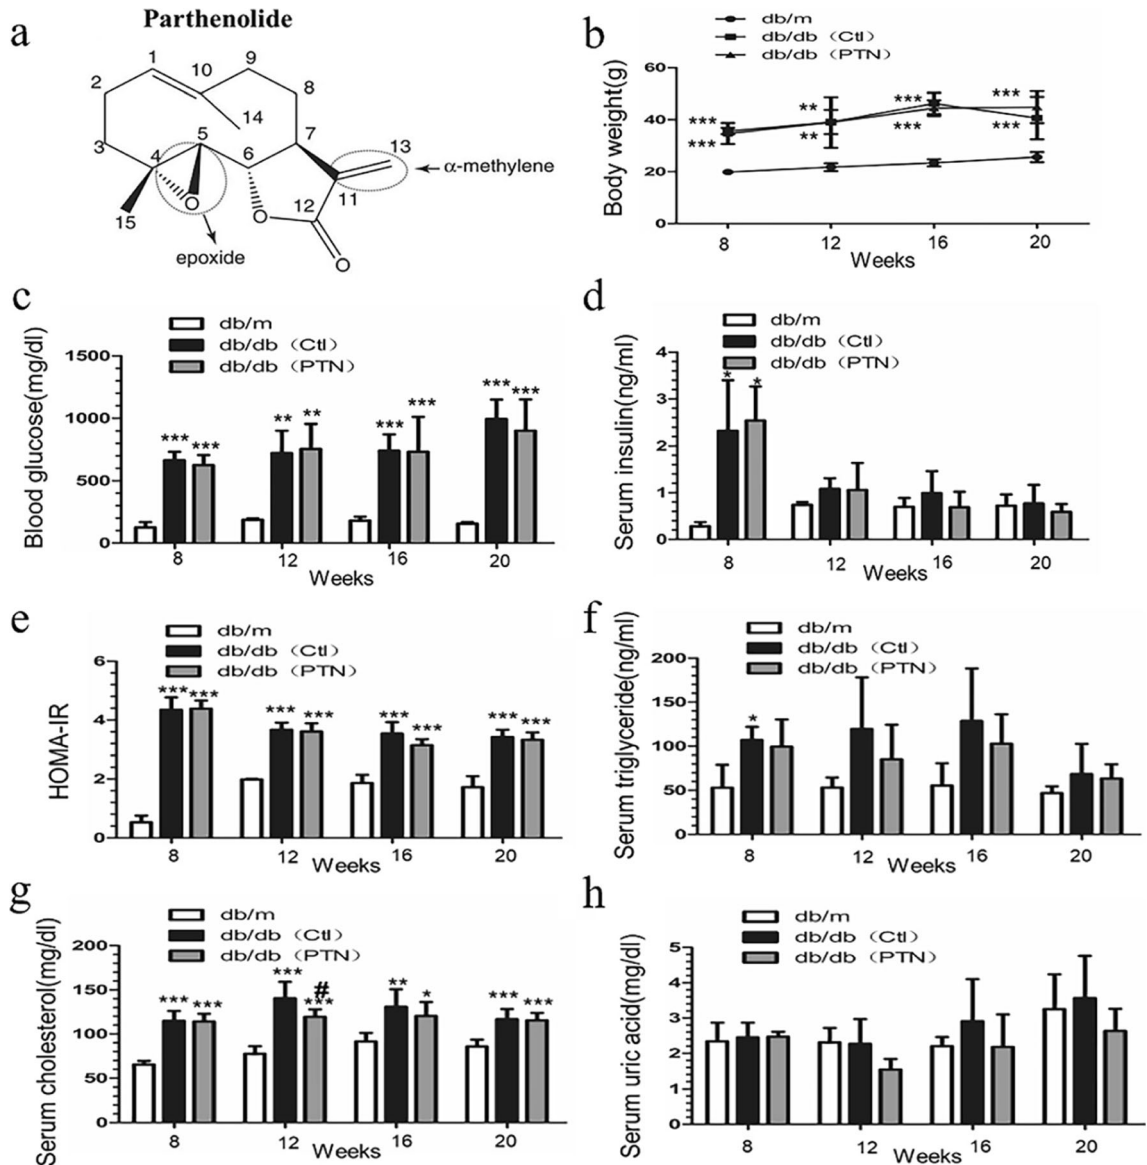 a
Parthenolide
1
2
3
4
5
6
7
8
9
10
11
12
13
14
15
O
O
O
epoxide
α-methylene
b
db/m
db/db (Ctl)
db/db (PTN)
Body weight(g)
60
40
20
0
***
***
**
**
***
***
***
***
8
12
16
20
Weeks
c
db/m
db/db (Ctl)
db/db (PTN)
Blood glucose(mg/dl)
1500
1000
500
0
***
***
**
**
***
***
***
***
8
12
16
20
Weeks
d
db/m
db/db (Ctl)
db/db (PTN)
Serum insulin(ng/ml)
4
3
2
1
0
*
*
8
12
16
20
Weeks
e
db/m
db/db (Ctl)
db/db (PTN)
HOMA-IR
6
4
2
0
***
***
***
***
***
***
***
***
8
12
16
20
Weeks
f
db/m
db/db (Ctl)
db/db (PTN)
Serum triglyceride(ng/ml)
200
150
100
50
0
*
8
12
16
20
Weeks
g
db/m
db/db (Ctl)
db/db (PTN)
Serum cholesterol(mg/dl)
200
150
100
50
0
***
***
***
#
***
**
*
***
***
8
12
16
20
Weeks
h
db/m
db/db (Ctl)
db/db (PTN)
Serum uric acid(mg/dl)
5
4
3
2
1
0
8
12
16
20
Weeks